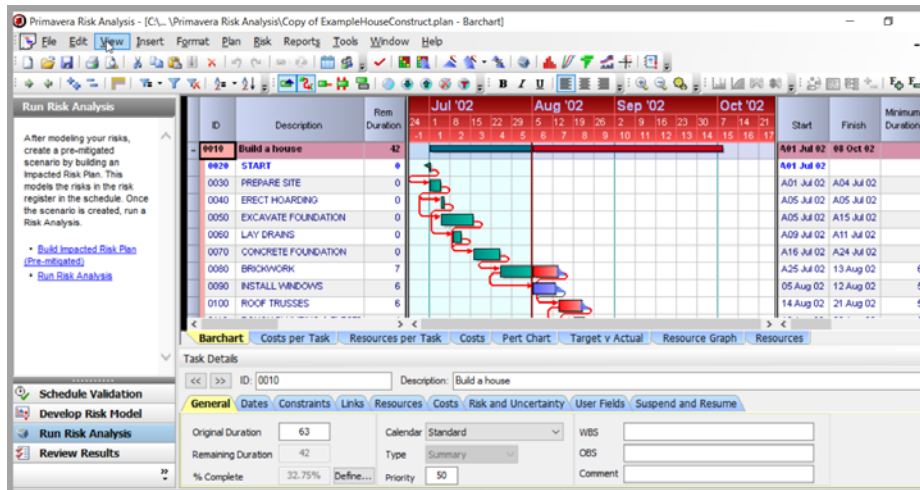 Primavera Risk Analysis - [C:\... \Primavera Risk Analysis\Copy of ExampleHouseConstruct.plan - Barchart]
File Edit View Insert Format Plan Risk Reports Tools Window Help
B I U
Run Risk Analysis
After modeling your risks,
create a pre-mitigated
scenario by building an
Impacted Risk Plan. This
models the risks in the risk
register in the schedule. Once
the scenario is created, run a
Risk Analysis.
• Build Impacted Risk Plan
(Pre-mitigated)
• Run Risk Analysis
Schedule Validation
Develop Risk Model
Run Risk Analysis
Review Results
ID Description Rem Duration Jul '02 Aug '02 Sep '02 Oct '02 Start Finish Minimum Duration
24 1 8 15 22 29 5 12 19 26 2 9 16 23 30 7 14 21
-1 1 2 3 4 5 6 7 8 9 10 11 12 13 14 15 16 17
0010 Build a house 42 A01 Jul 02 08 Oct 02
0020 START 0 A01 Jul 02
0030 PREPARE SITE 0 A01 Jul 02 A04 Jul 02
0040 ERECT HOARDING 0 A05 Jul 02 A05 Jul 02
0050 EXCAVATE FOUNDATION 0 A05 Jul 02 A15 Jul 02
0060 LAY DRAINS 0 A09 Jul 02 A11 Jul 02
0070 CONCRETE FOUNDATION 0 A16 Jul 02 A24 Jul 02
0080 BRICKWORK 7 A25 Jul 02 13 Aug 02
0090 INSTALL WINDOWS 6 05 Aug 02 12 Aug 02
0100 ROOF TRUSSES 6 14 Aug 02 21 Aug 02
Barchart Costs per Task Resources per Task Costs Pert Chart Target v Actual Resource Graph Resources
Task Details
<< >> ID: 0010 Description: Build a house
General Dates Constraints Links Resources Costs Risk and Uncertainty User Fields Suspend and Resume
Original Duration 63 Calendar Standard WBS
Remaining Duration 42 Type Summary OBS
% Complete 32.75% Define... Priority 50 Comment